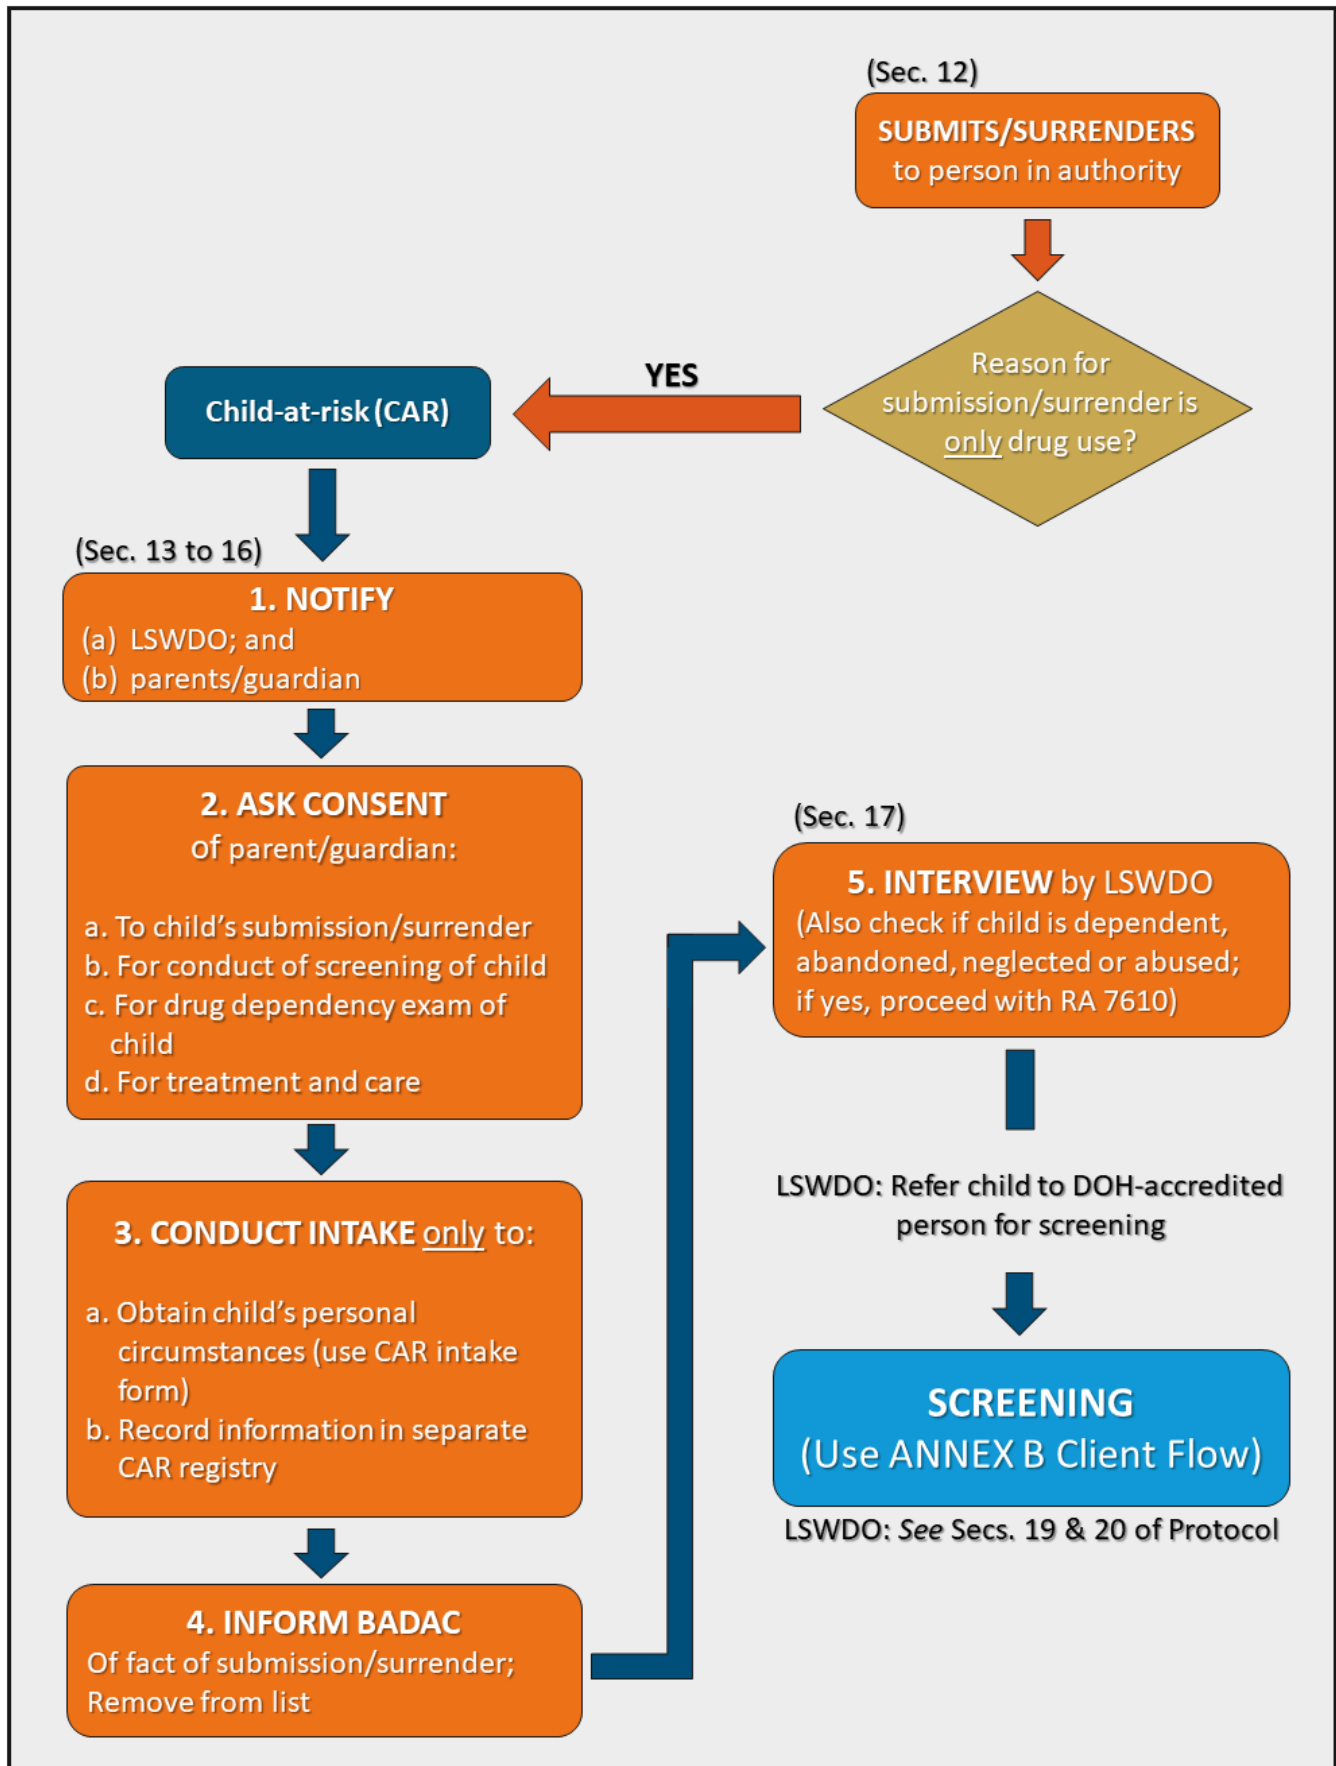 (Sec. 12)
SUBMITS/SURRENDERS
to person in authority
Reason for
submission/surrender is
only drug use?
YES
Child-at-risk (CAR)
(Sec. 13 to 16)
1. NOTIFY
(a) LSWDO; and
(b) parents/guardian
2. ASK CONSENT
of parent/guardian:
a. To child's submission/surrender
b. For conduct of screening of child
c. For drug dependency exam of
child
d. For treatment and care
3. CONDUCT INTAKE only to:
a. Obtain child's personal
circumstances (use CAR intake
form)
b. Record information in separate
CAR registry
4. INFORM BADAC
Of fact of submission/surrender;
Remove from list
(Sec. 17)
5. INTERVIEW by LSWDO
(Also check if child is dependent,
abandoned, neglected or abused;
if yes, proceed with RA 7610)
LSWDO: Refer child to DOH-accredited
person for screening
SCREENING
(Use ANNEX B Client Flow)
LSWDO: See Secs. 19 & 20 of Protocol